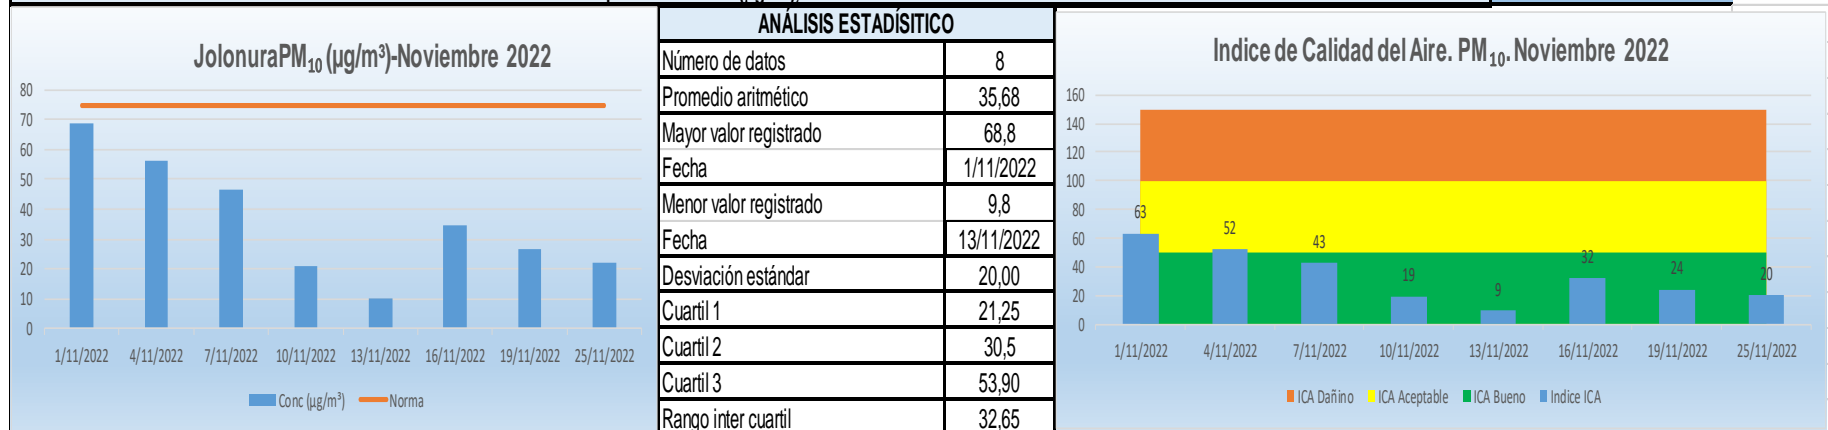 JolonuraPM₁₀ (µg/m³)-Noviembre 2022
80
70
60
50
40
30
20
10
0
1/11/2022 4/11/2022 7/11/2022 10/11/2022 13/11/2022 16/11/2022 19/11/2022 25/11/2022
Conc (µg/m³) Norma
ANÁLISIS ESTADÍSITICO
Número de datos 8
Promedio aritmético 35,68
Mayor valor registrado 68,8
Fecha 1/11/2022
Menor valor registrado 9,8
Fecha 13/11/2022
Desviación estándar 20,00
Cuartil 1 21,25
Cuartil 2 30,5
Cuartil 3 53,90
Rango inter cuartil 32,65
Indice de Calidad del Aire. PM₁₀. Noviembre 2022
160
140
120
100
80
60
40
20
0
63 52 43 19 9 32 24 20
1/11/2022 4/11/2022 7/11/2022 10/11/2022 13/11/2022 16/11/2022 19/11/2022 25/11/2022
ICA Dañino ICA Aceptable ICA Bueno Indice ICA